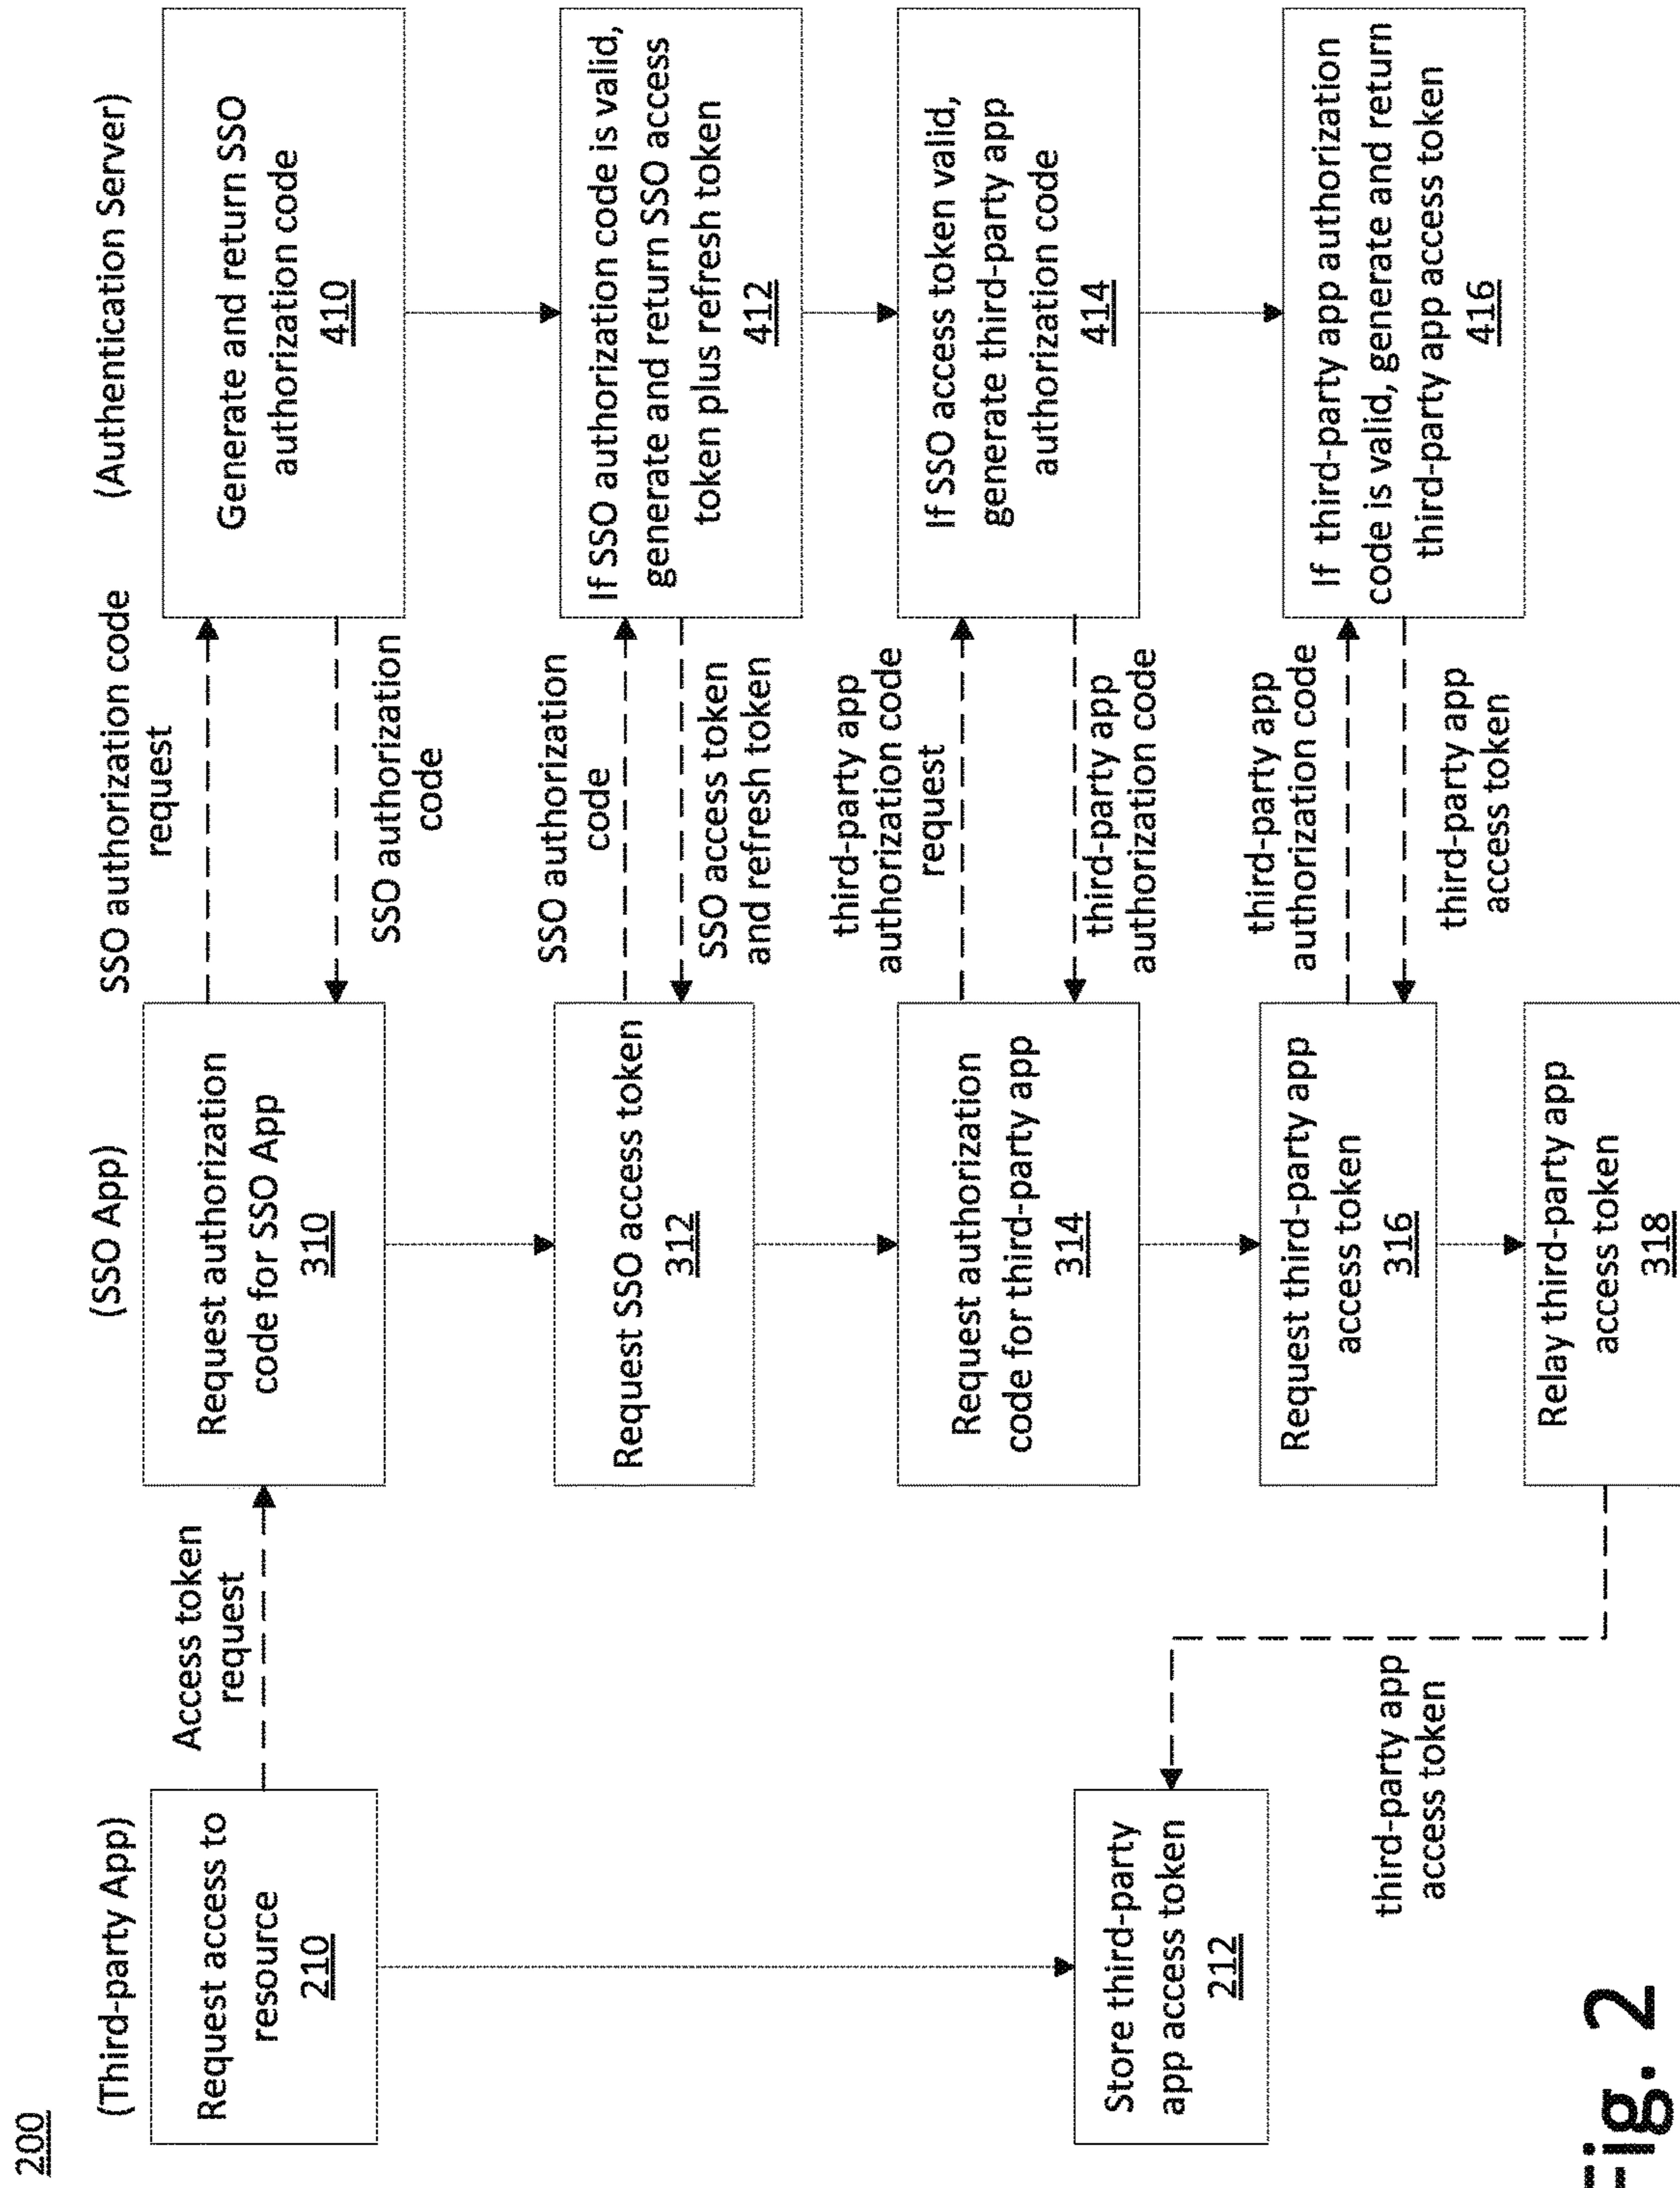 200
(Third-party App)
(SSO App)
(Authentication Server)
Request access to
resource
210
Access token
request
Request authorization
code for SSO App
310
SSO authorization code
request
SSO authorization
code
Generate and return SSO
authorization code
410
Request SSO access token
312
SSO authorization
code
SSO access token
and refresh token
If SSO authorization code is valid,
generate and return SSO access
token plus refresh token
412
Request authorization
code for third-party app
314
third-party app
authorization code
request
third-party app
authorization code
If SSO access token valid,
generate third-party app
authorization code
414
Store third-party
app access token
212
Request third-party app
access token
316
third-party app
authorization code
third-party app
access token
If third-party app authorization
code is valid, generate and return
third-party app access token
416
third-party app
access token
Relay third-party app
access token
318
Fig. 2